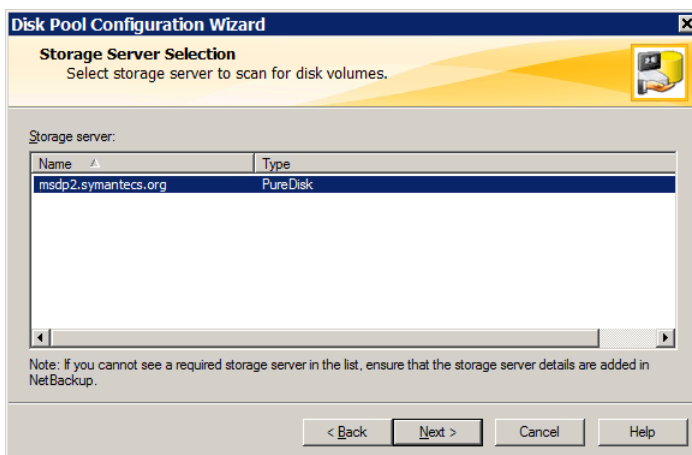 Disk Pool Configuration Wizard
Storage Server Selection
Select storage server to scan for disk volumes.
Storage server:
Name Type
msdp2.symantecs.org PureDisk
Note: If you cannot see a required storage server in the list, ensure that the storage server details are added in
NetBackup.
< Back Next > Cancel Help